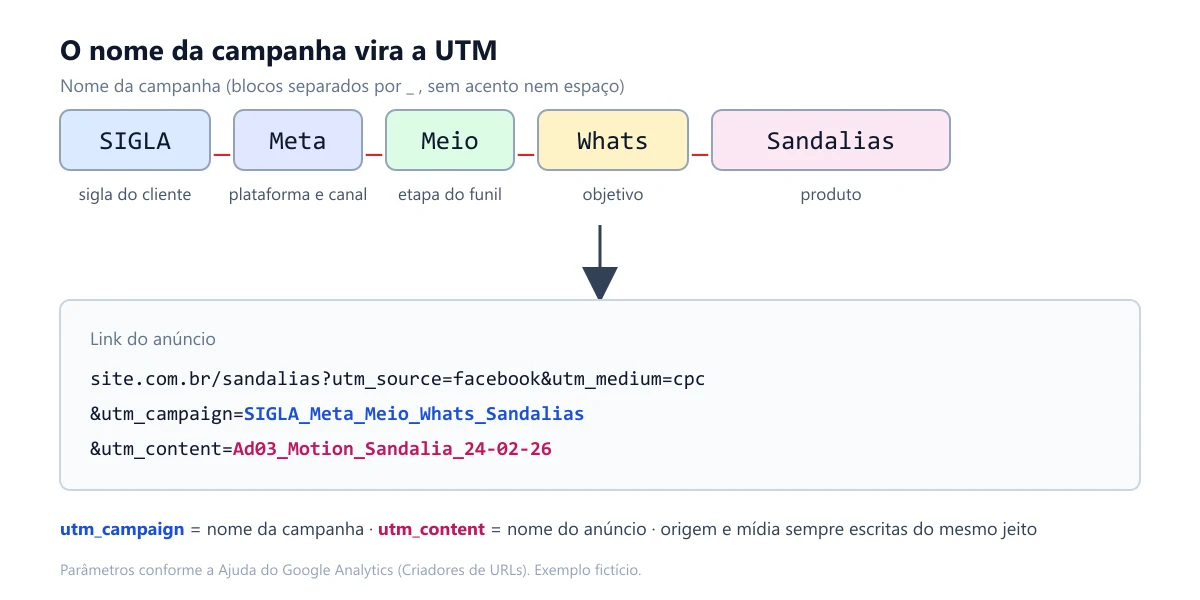 O nome da campanha vira a UTM
Nome da campanha (blocos separados por _ , sem acento nem espaço)
SIGLA _ Meta _ Meio _ Whats _ Sandalias
sigla do cliente plataforma e canal etapa do funil objetivo produto
Link do anúncio
site.com.br/sandalias?utm_source=facebook&utm_medium=cpc
&utm_campaign=SIGLA_Meta_Meio_Whats_Sandalias
&utm_content=Ad03_Motion_Sandalia_24-02-26
utm_campaign = nome da campanha · utm_content = nome do anúncio · origem e mídia sempre escritas do mesmo jeito
Parâmetros conforme a Ajuda do Google Analytics (Criadores de URLs). Exemplo fictício.